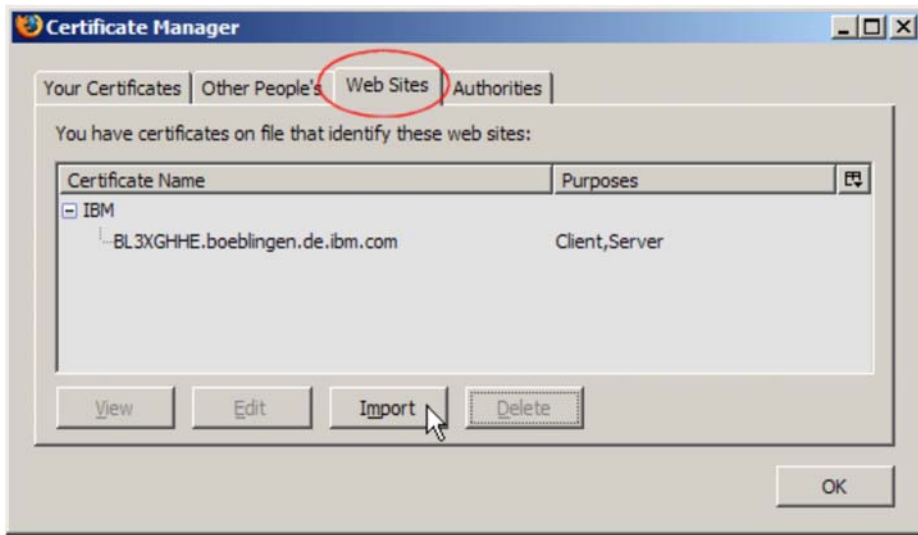 Certificate Manager
Your Certificates Other People's Web Sites Authorities
You have certificates on file that identify these web sites:
Certificate Name Purposes
IBM
BL3XGHHE.boeblingen.de.ibm.com Client,Server
View Edit Import Delete
OK